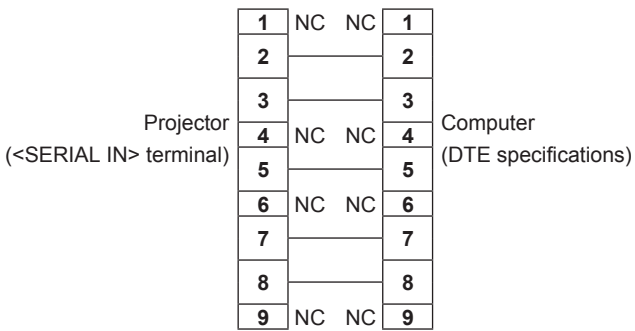 1 NC NC 1
2 2
3 3
Projector
(<SERIAL IN> terminal)
4 NC NC 4
Computer
(DTE specifications)
5 5
6 NC NC 6
7 7
8 8
9 NC NC 9